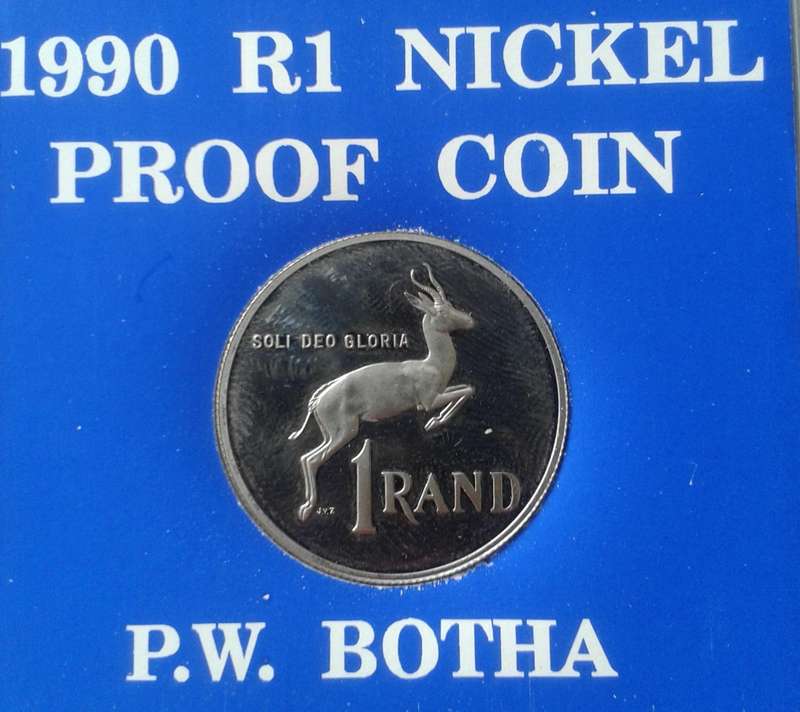 1990 R1 NICKEL
PROOF COIN
SOLI DEO GLORIA
1 RAND
J.V.Z
P.W. BOTHA